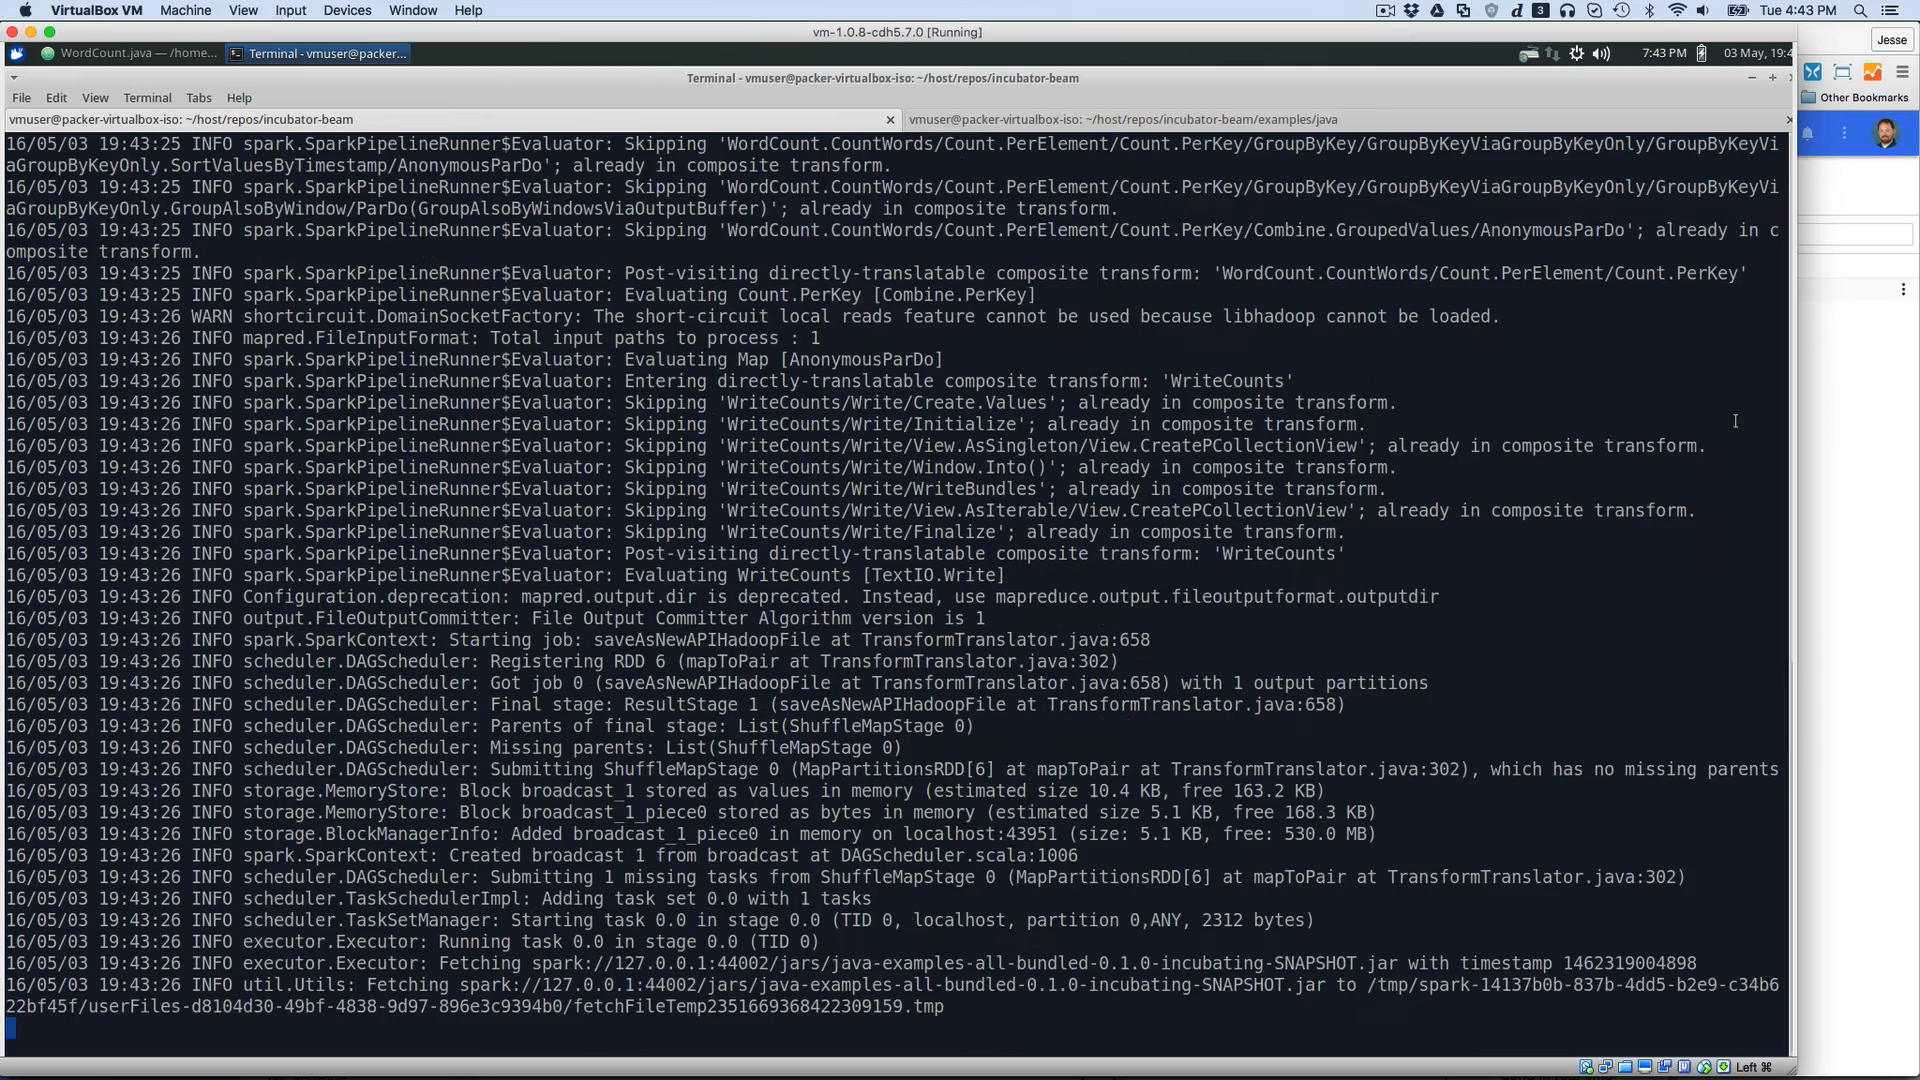 VirtualBox VM Machine View Input Devices Window Help 3 Tue 4:43 PM
vm-1.0.8-cdh5.7.0 [Running]
Jesse
WordCount.java — /home... Terminal - vmuser@packer... 7:43 PM 03 May, 19:4
Terminal - vmuser@packer-virtualbox-iso: ~/host/repos/incubator-beam
File Edit View Terminal Tabs Help
Other Bookmarks
vmuser@packer-virtualbox-iso: ~/host/repos/incubator-beam vmuser@packer-virtualbox-iso: ~/host/repos/incubator-beam/examples/java
16/05/03 19:43:25 INFO spark.SparkPipelineRunner$Evaluator: Skipping 'WordCount.CountWords/Count.PerElement/Count.PerKey/GroupByKey/GroupByKeyViaGroupByKeyOnly/GroupByKeyVi
aGroupByKeyOnly.SortValuesByTimestamp/AnonymousParDo'; already in composite transform.
16/05/03 19:43:25 INFO spark.SparkPipelineRunner$Evaluator: Skipping 'WordCount.CountWords/Count.PerElement/Count.PerKey/GroupByKey/GroupByKeyViaGroupByKeyOnly/GroupByKeyVi
aGroupByKeyOnly.GroupAlsoByWindow/ParDo(GroupAlsoByWindowsViaOutputBuffer)'; already in composite transform.
16/05/03 19:43:25 INFO spark.SparkPipelineRunner$Evaluator: Skipping 'WordCount.CountWords/Count.PerElement/Count.PerKey/Combine.GroupedValues/AnonymousParDo'; already in c
omposite transform.
16/05/03 19:43:25 INFO spark.SparkPipelineRunner$Evaluator: Post-visiting directly-translatable composite transform: 'WordCount.CountWords/Count.PerElement/Count.PerKey'
16/05/03 19:43:25 INFO spark.SparkPipelineRunner$Evaluator: Evaluating Count.PerKey [Combine.PerKey]
16/05/03 19:43:26 WARN shortcircuit.DomainSocketFactory: The short-circuit local reads feature cannot be used because libhadoop cannot be loaded.
16/05/03 19:43:26 INFO mapred.FileInputFormat: Total input paths to process : 1
16/05/03 19:43:26 INFO spark.SparkPipelineRunner$Evaluator: Evaluating Map [AnonymousParDo]
16/05/03 19:43:26 INFO spark.SparkPipelineRunner$Evaluator: Entering directly-translatable composite transform: 'WriteCounts'
16/05/03 19:43:26 INFO spark.SparkPipelineRunner$Evaluator: Skipping 'WriteCounts/Write/Create.Values'; already in composite transform.
16/05/03 19:43:26 INFO spark.SparkPipelineRunner$Evaluator: Skipping 'WriteCounts/Write/Initialize'; already in composite transform.
16/05/03 19:43:26 INFO spark.SparkPipelineRunner$Evaluator: Skipping 'WriteCounts/Write/View.AsSingleton/View.CreatePCollectionView'; already in composite transform.
16/05/03 19:43:26 INFO spark.SparkPipelineRunner$Evaluator: Skipping 'WriteCounts/Write/Window.Into()'; already in composite transform.
16/05/03 19:43:26 INFO spark.SparkPipelineRunner$Evaluator: Skipping 'WriteCounts/Write/WriteBundles'; already in composite transform.
16/05/03 19:43:26 INFO spark.SparkPipelineRunner$Evaluator: Skipping 'WriteCounts/Write/View.AsIterable/View.CreatePCollectionView'; already in composite transform.
16/05/03 19:43:26 INFO spark.SparkPipelineRunner$Evaluator: Skipping 'WriteCounts/Write/Finalize'; already in composite transform.
16/05/03 19:43:26 INFO spark.SparkPipelineRunner$Evaluator: Post-visiting directly-translatable composite transform: 'WriteCounts'
16/05/03 19:43:26 INFO spark.SparkPipelineRunner$Evaluator: Evaluating WriteCounts [TextIO.Write]
16/05/03 19:43:26 INFO Configuration.deprecation: mapred.output.dir is deprecated. Instead, use mapreduce.output.fileoutputformat.outputdir
16/05/03 19:43:26 INFO output.FileOutputCommitter: File Output Committer Algorithm version is 1
16/05/03 19:43:26 INFO spark.SparkContext: Starting job: saveAsNewAPIHadoopFile at TransformTranslator.java:658
16/05/03 19:43:26 INFO scheduler.DAGScheduler: Registering RDD 6 (mapToPair at TransformTranslator.java:302)
16/05/03 19:43:26 INFO scheduler.DAGScheduler: Got job 0 (saveAsNewAPIHadoopFile at TransformTranslator.java:658) with 1 output partitions
16/05/03 19:43:26 INFO scheduler.DAGScheduler: Final stage: ResultStage 1 (saveAsNewAPIHadoopFile at TransformTranslator.java:658)
16/05/03 19:43:26 INFO scheduler.DAGScheduler: Parents of final stage: List(ShuffleMapStage 0)
16/05/03 19:43:26 INFO scheduler.DAGScheduler: Missing parents: List(ShuffleMapStage 0)
16/05/03 19:43:26 INFO scheduler.DAGScheduler: Submitting ShuffleMapStage 0 (MapPartitionsRDD[6] at mapToPair at TransformTranslator.java:302), which has no missing parents
16/05/03 19:43:26 INFO storage.MemoryStore: Block broadcast_1 stored as values in memory (estimated size 10.4 KB, free 163.2 KB)
16/05/03 19:43:26 INFO storage.MemoryStore: Block broadcast_1_piece0 stored as bytes in memory (estimated size 5.1 KB, free 168.3 KB)
16/05/03 19:43:26 INFO storage.BlockManagerInfo: Added broadcast_1_piece0 in memory on localhost:43951 (size: 5.1 KB, free: 530.0 MB)
16/05/03 19:43:26 INFO spark.SparkContext: Created broadcast 1 from broadcast at DAGScheduler.scala:1006
16/05/03 19:43:26 INFO scheduler.DAGScheduler: Submitting 1 missing tasks from ShuffleMapStage 0 (MapPartitionsRDD[6] at mapToPair at TransformTranslator.java:302)
16/05/03 19:43:26 INFO scheduler.TaskSchedulerImpl: Adding task set 0.0 with 1 tasks
16/05/03 19:43:26 INFO scheduler.TaskSetManager: Starting task 0.0 in stage 0.0 (TID 0, localhost, partition 0,ANY, 2312 bytes)
16/05/03 19:43:26 INFO executor.Executor: Running task 0.0 in stage 0.0 (TID 0)
16/05/03 19:43:26 INFO executor.Executor: Fetching spark://127.0.0.1:44002/jars/java-examples-all-bundled-0.1.0-incubating-SNAPSHOT.jar with timestamp 1462319004898
16/05/03 19:43:26 INFO util.Utils: Fetching spark://127.0.0.1:44002/jars/java-examples-all-bundled-0.1.0-incubating-SNAPSHOT.jar to /tmp/spark-14137b0b-837b-4dd5-b2e9-c34b6
22bf45f/userFiles-d8104d30-49bf-4838-9d97-896e3c9394b0/fetchFileTemp2351669368422309159.tmp
Left ⌘